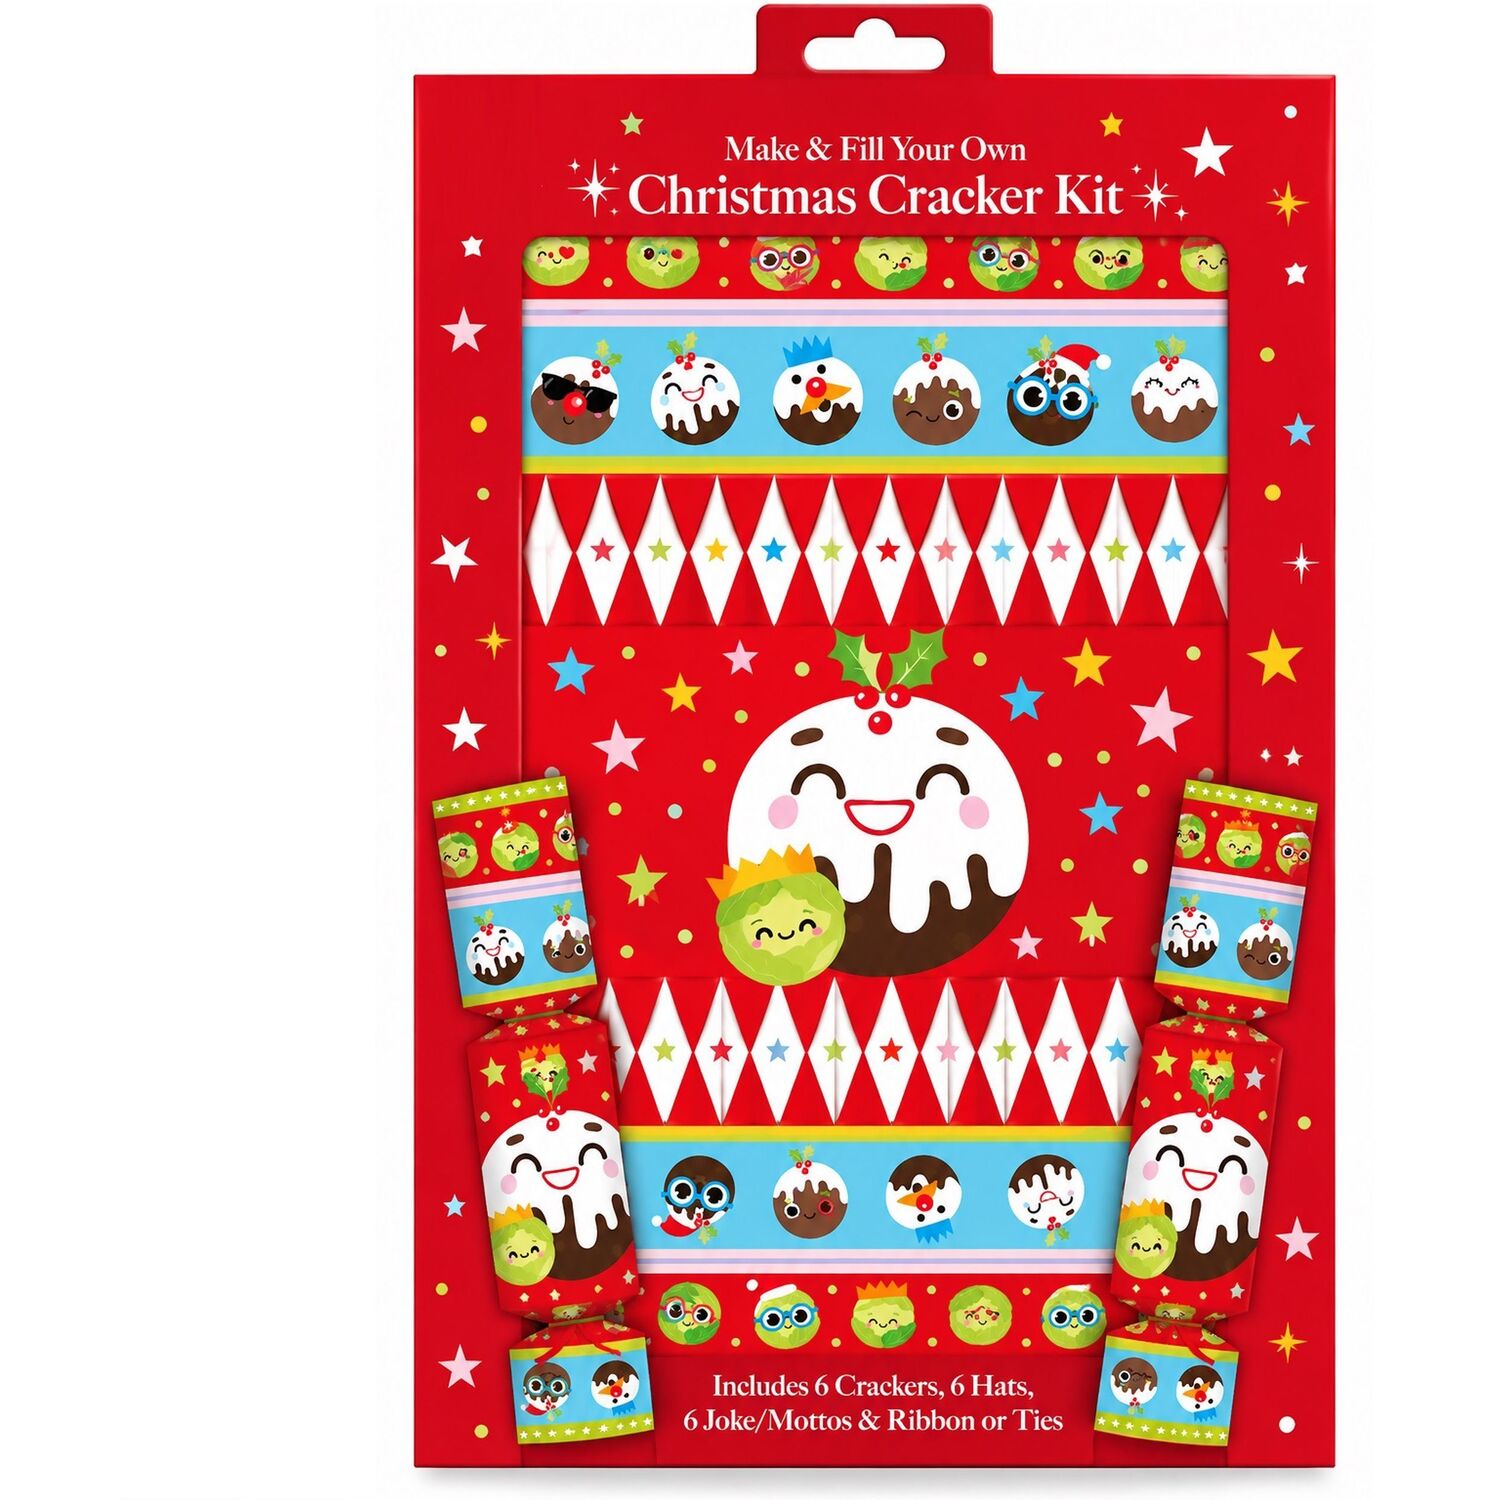 Make & Fill Your Own
Christmas Cracker Kit
Includes 6 Crackers, 6 Hats,
6 Joke/Mottos & Ribbon or Ties